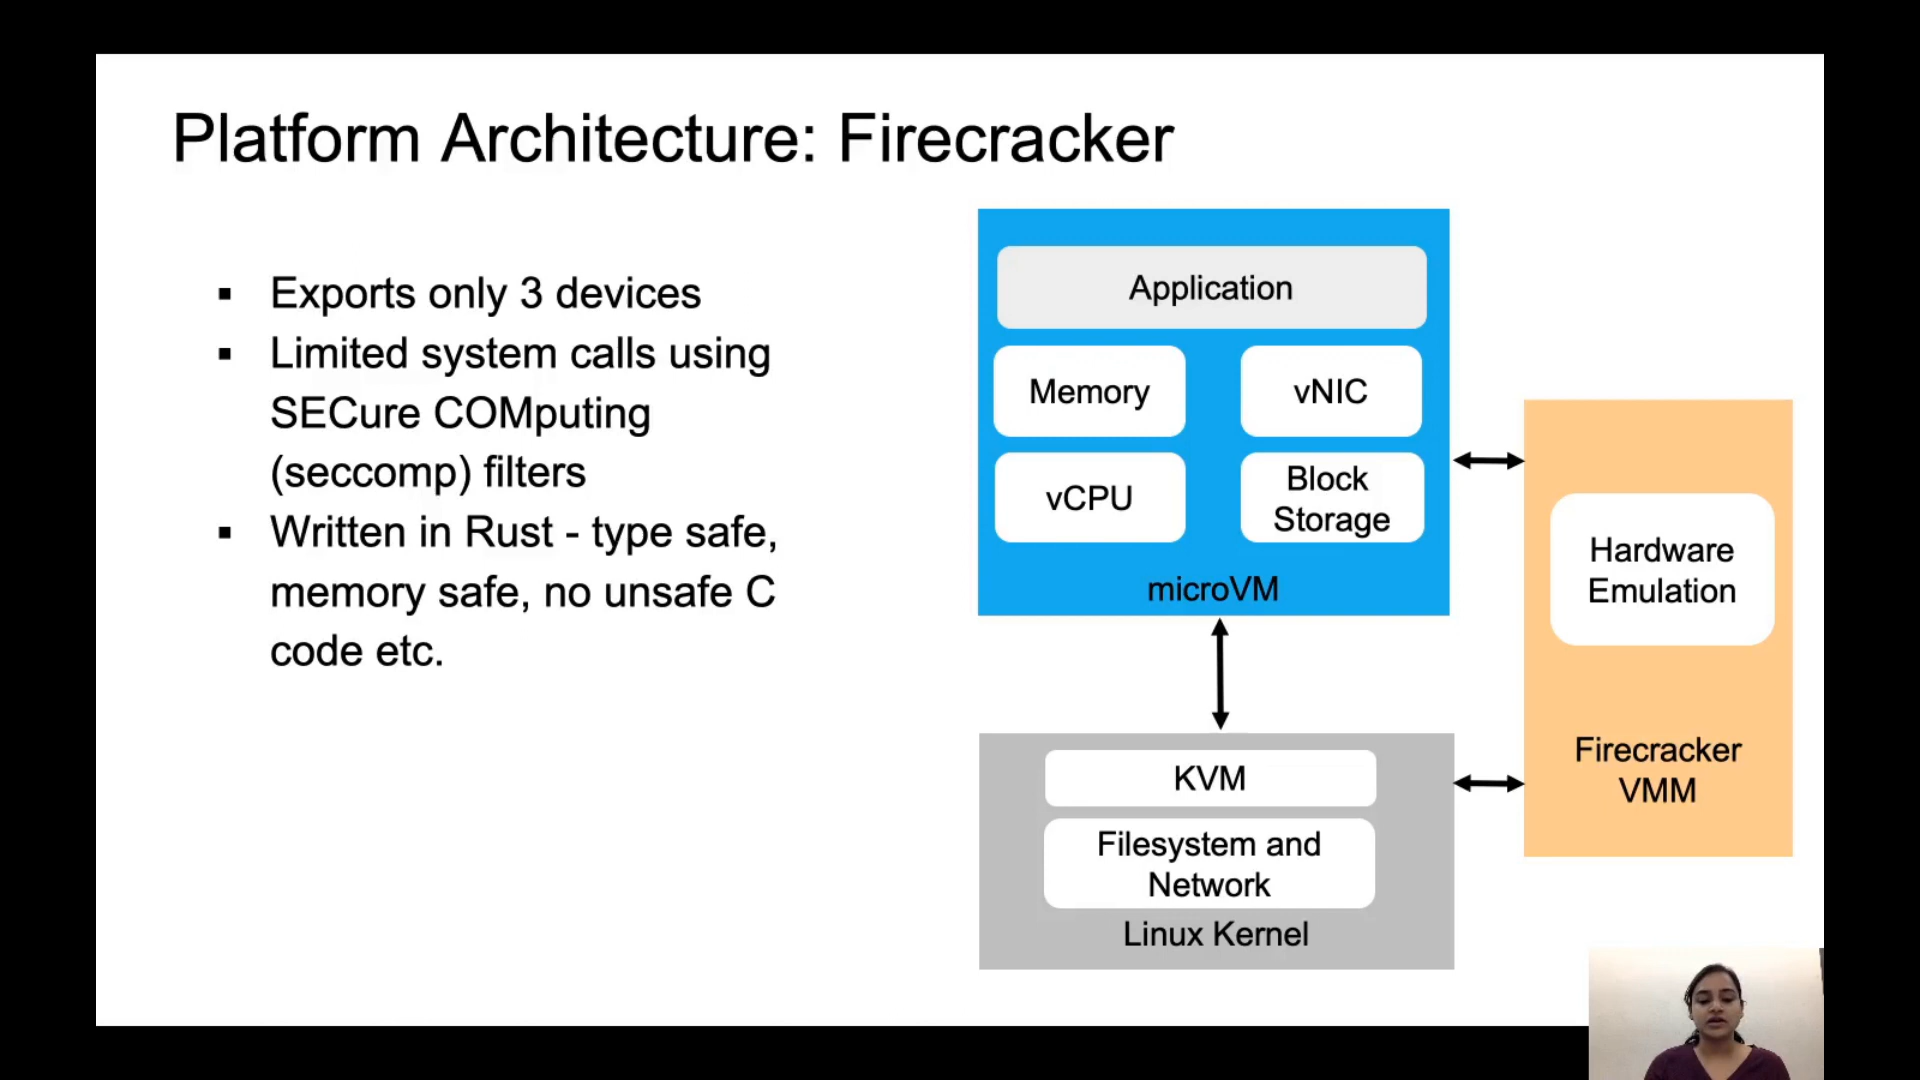 Platform Architecture: Firecracker
▪ Exports only 3 devices
▪ Limited system calls using
SECure COMputing
(seccomp) filters
▪ Written in Rust - type safe,
memory safe, no unsafe C
code etc.
Application
Memory
vNIC
vCPU
Block
Storage
microVM
Hardware
Emulation
Firecracker
VMM
KVM
Filesystem and
Network
Linux Kernel